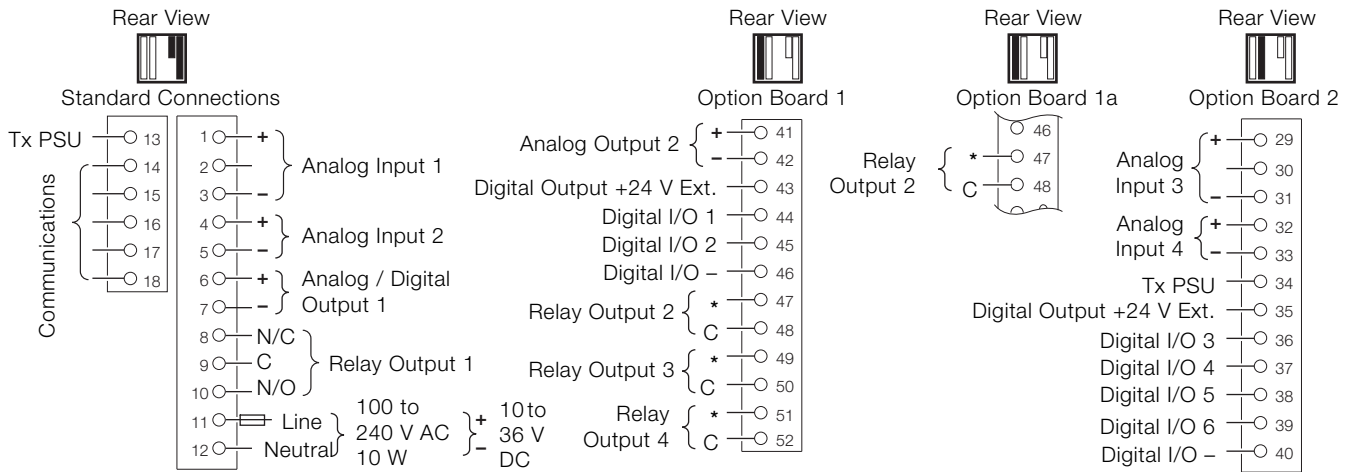 Rear View
Standard Connections
Tx PSU
13
14
15
16
17
18
Communications
1 +
2
3 –
Analog Input 1
4 +
5 –
Analog Input 2
6 +
7 –
Analog / Digital
Output 1
8 N/C
9 C
10 N/O
Relay Output 1
11 Line
12 Neutral
100 to
240 V AC
10 W
+
–
10 to
36 V
DC
Rear View
Option Board 1
Analog Output 2
+ 41
– 42
Digital Output +24 V Ext. 43
Digital I/O 1 44
Digital I/O 2 45
Digital I/O – 46
Relay Output 2
* 47
C 48
Relay Output 3
* 49
C 50
Relay
Output 4
* 51
C 52
Rear View
Option Board 1a
46
Relay
Output 2
* 47
C 48
Rear View
Option Board 2
Analog
Input 3
+ 29
30
– 31
Analog
Input 4
+ 32
– 33
Tx PSU 34
Digital Output +24 V Ext. 35
Digital I/O 3 36
Digital I/O 4 37
Digital I/O 5 38
Digital I/O 6 39
Digital I/O – 40